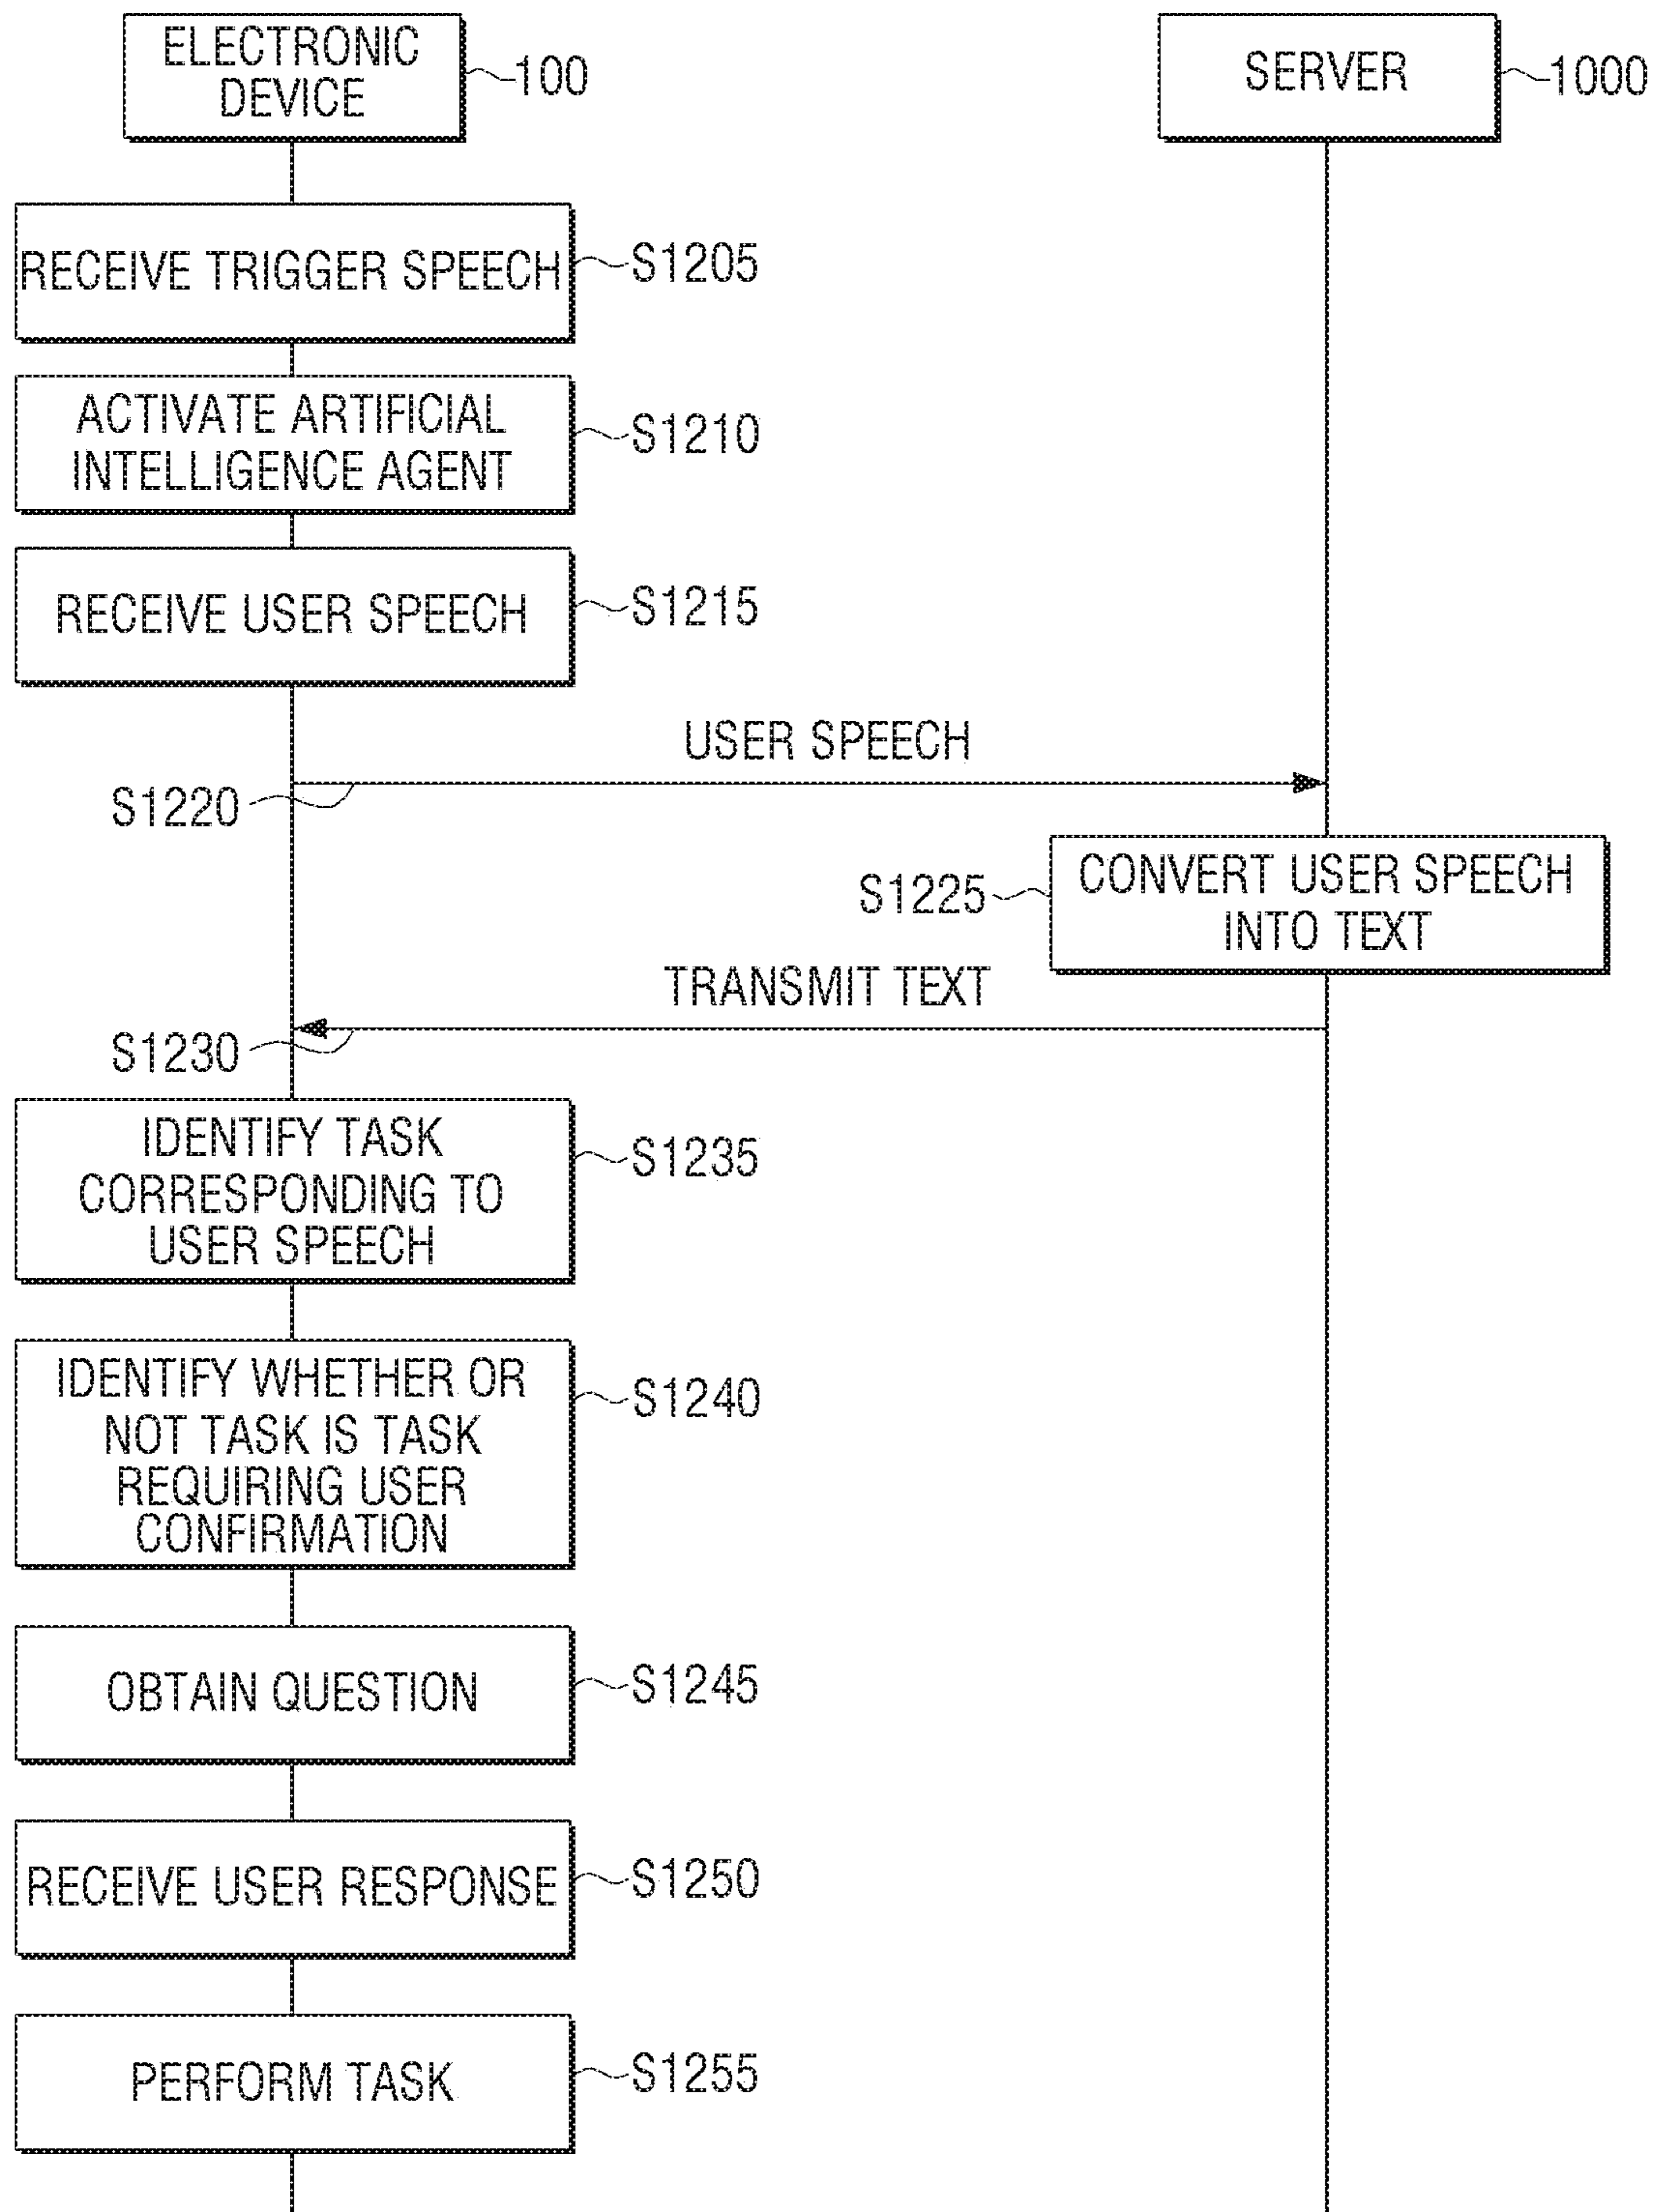 ELECTRONIC
DEVICE
100
SERVER
1000
RECEIVE TRIGGER SPEECH
S1205
ACTIVATE ARTIFICIAL
INTELLIGENCE AGENT
S1210
RECEIVE USER SPEECH
S1215
USER SPEECH
S1220
S1225
CONVERT USER SPEECH
INTO TEXT
TRANSMIT TEXT
S1230
IDENTIFY TASK
CORRESPONDING TO
USER SPEECH
S1235
IDENTIFY WHETHER OR
NOT TASK IS TASK
REQUIRING USER
CONFIRMATION
S1240
OBTAIN QUESTION
S1245
RECEIVE USER RESPONSE
S1250
PERFORM TASK
S1255